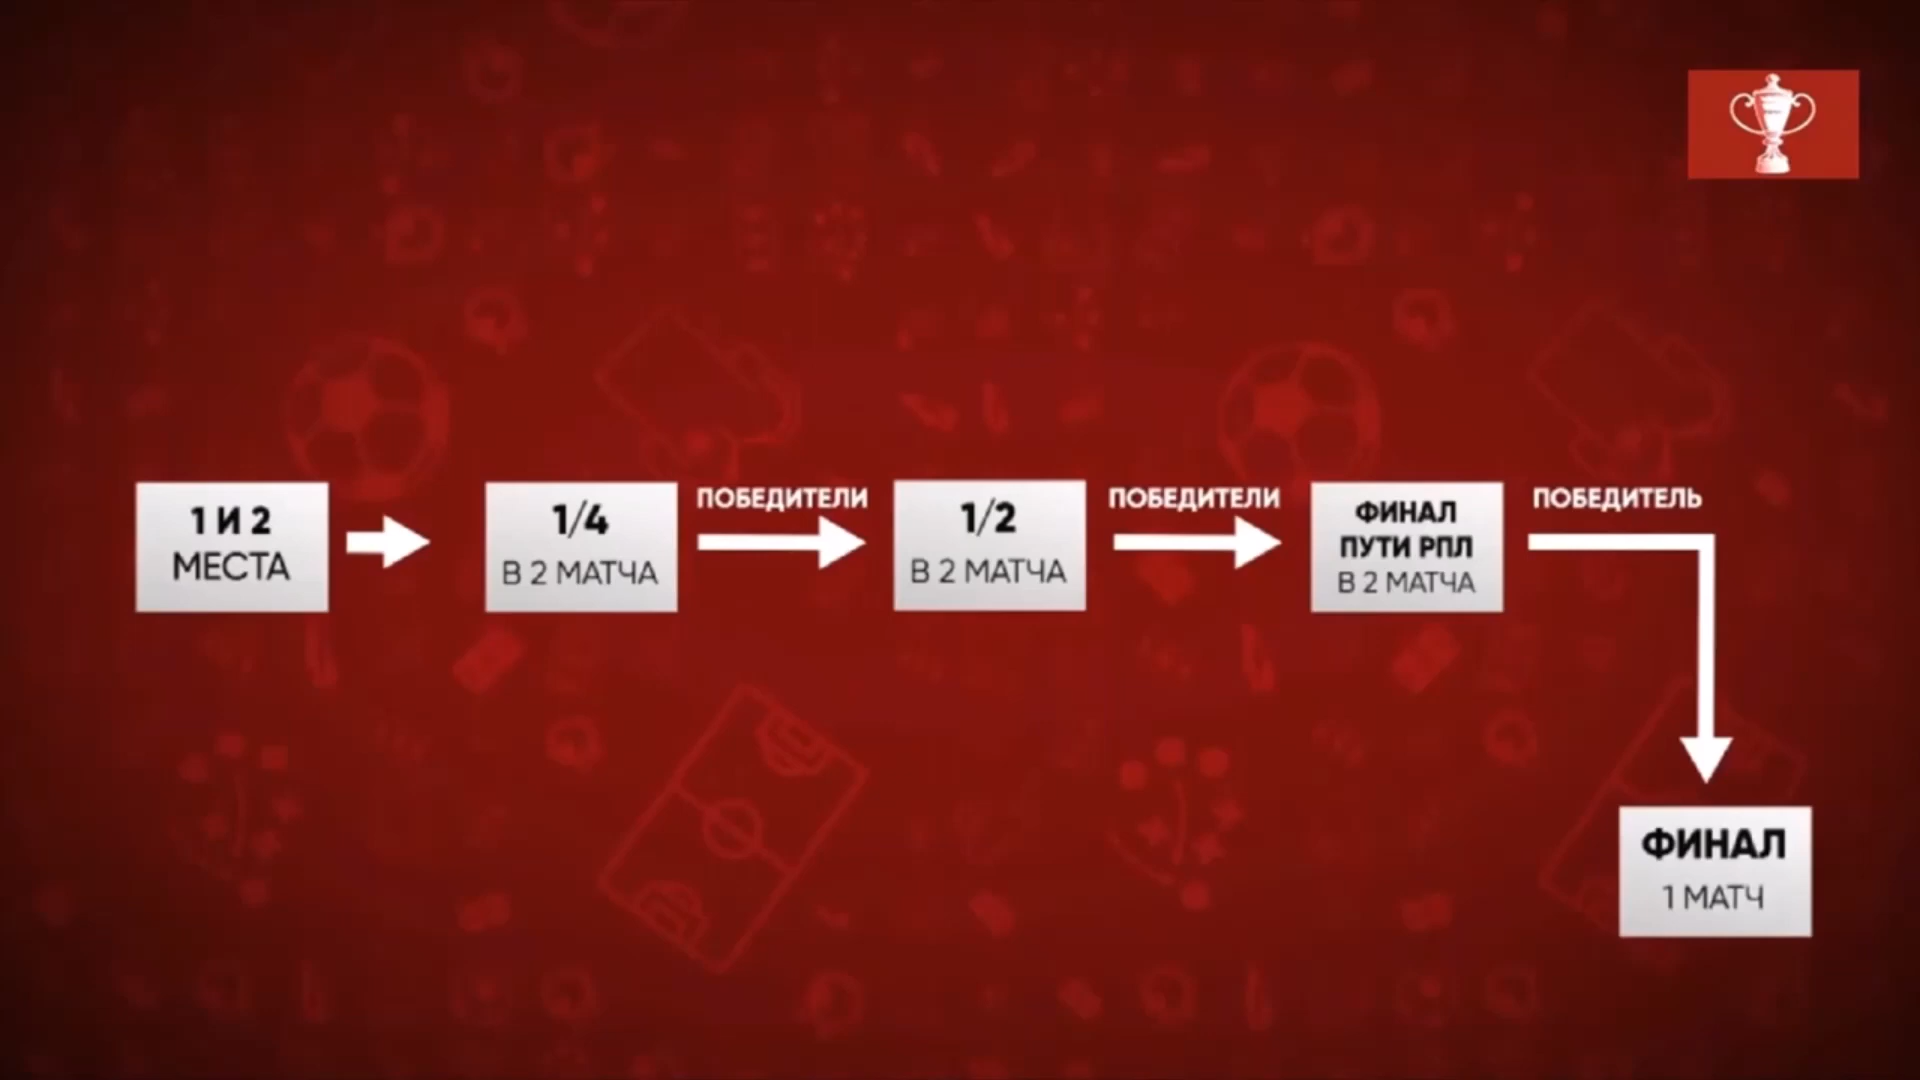 1 И 2
МЕСТА
1/4
В 2 МАТЧА
ПОБЕДИТЕЛИ
1/2
В 2 МАТЧА
ПОБЕДИТЕЛИ
ФИНАЛ
ПУТИ РПЛ
В 2 МАТЧА
ПОБЕДИТЕЛЬ
ФИНАЛ
1 МАТЧ